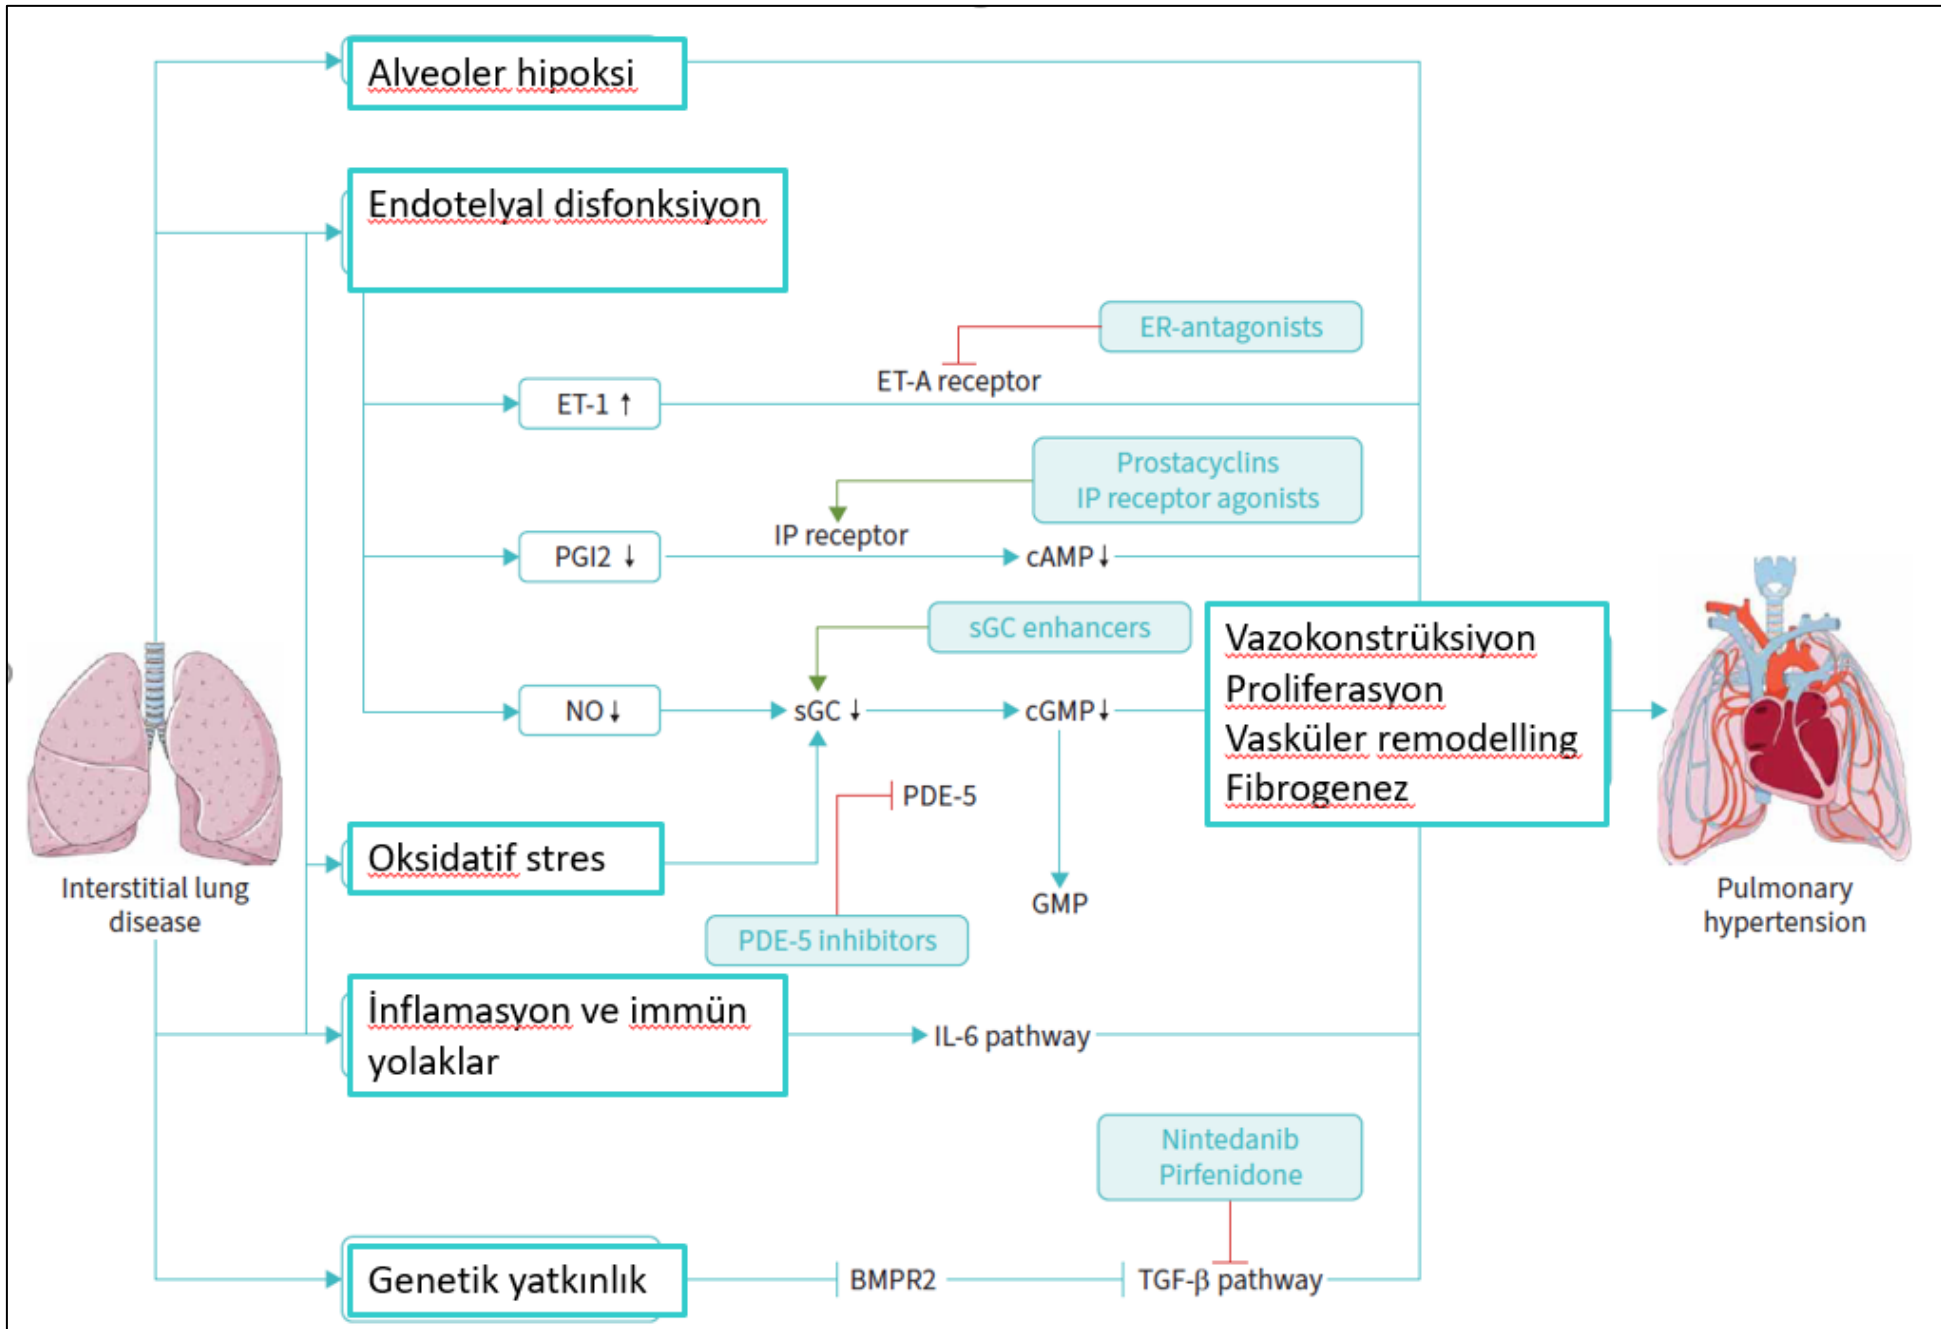 Alveoler hipoksi
Endotelyal disfonksiyon
ER-antagonists
ET-A receptor
ET-1 ↑
Prostacyclins
IP receptor agonists
IP receptor
PGI2 ↓
cAMP ↓
sGC enhancers
NO ↓
sGC ↓
cGMP ↓
Vazokonstrüksiyon
Proliferasyon
Vasküler remodelling
Fibrogenez
PDE-5
Oksidatif stres
GMP
Interstitial lung
disease
Pulmonary
hypertension
PDE-5 inhibitors
İnflamasyon ve immün
yolaklar
IL-6 pathway
Nintedanib
Pirfenidone
Genetik yatkınlık
BMPR2
TGF-β pathway